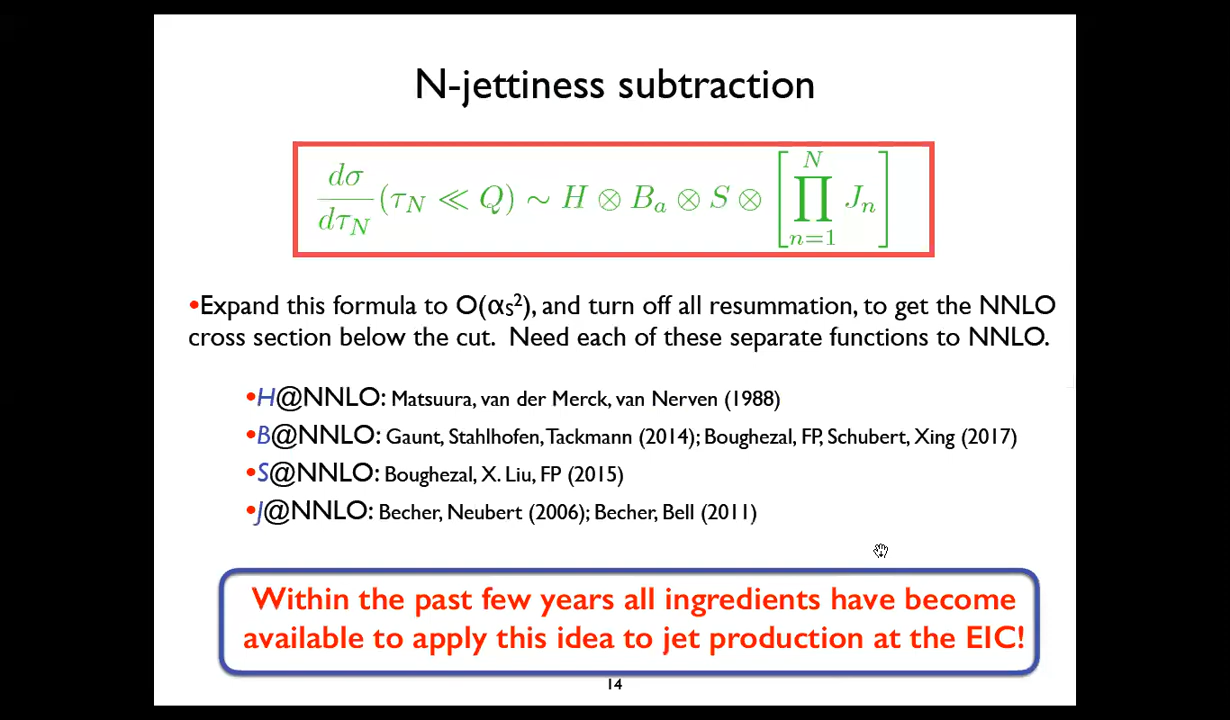 N-jettiness subtraction
dσ/dτ_N (τ_N ≪ Q) ∼ H ⊗ B_a ⊗ S ⊗ [∏_{n=1}^{N} J_n]
•Expand this formula to O(αs²), and turn off all resummation, to get the NNLO
cross section below the cut. Need each of these separate functions to NNLO.
•H@NNLO: Matsuura, van der Merck, van Nerven (1988)
•B@NNLO: Gaunt, Stahlhofen, Tackmann (2014); Boughezal, FP, Schubert, Xing (2017)
•S@NNLO: Boughezal, X. Liu, FP (2015)
•J@NNLO: Becher, Neubert (2006); Becher, Bell (2011)
Within the past few years all ingredients have become
available to apply this idea to jet production at the EIC!
14